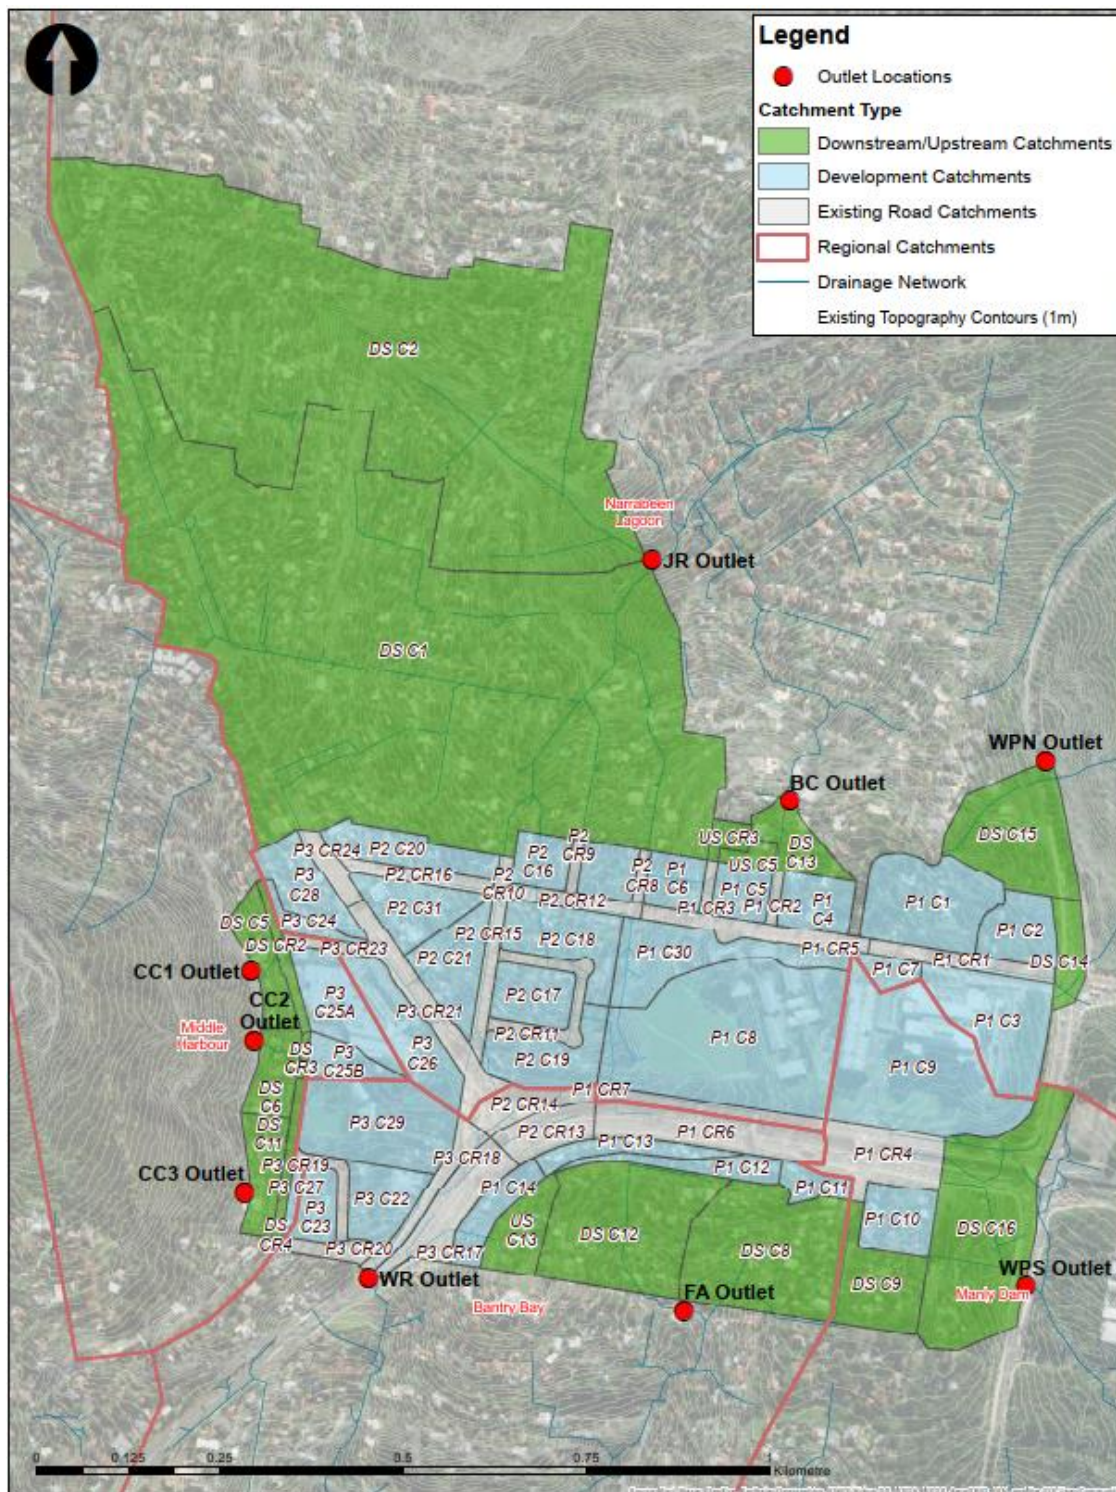 Legend
Outlet Locations
Catchment Type
Downstream/Upstream Catchments
Development Catchments
Existing Road Catchments
Regional Catchments
Drainage Network
Existing Topography Contours (1m)
DS C2
Narrabeen
Lagoon
JR Outlet
DS C1
WPN Outlet
BC Outlet
DS C15
US CR3
DS
C13
US C5
P3 CR24
P2 C20
P2
C16
P2
CR9
P2
CR8
P1
C6
P1 C5
P1 CR2
P1
C4
P1 C1
P3
C28
P2 CR16
P2
CR10
P2 CR12
P1 CR3
P3 C24
P2 C31
P2 CR15
P2 C18
P1 C30
P1 CR5
P1 C2
DS C5
DS CR2
P3 CR23
P2 C21
P1 C7
P1 CR1
DS C14
CC1 Outlet
P3
C25A
P3 CR21
P2 C17
P1 C3
CC2
Outlet
Middle
Harbour
DS
CR3
P3
C25B
P3
C26
P2 CR11
P2 C19
P1 C8
P1 C9
DS
C6
P1 CR7
P2 CR14
DS
C11
P3 C29
P2 CR13
P1 C13
P1 CR6
P1 CR4
CC3 Outlet
P3 CR19
P3 C27
P3 CR18
P1 C14
P1 C12
P1 C11
P3
C23
P3 C22
P1 C10
DS
CR4
P3 CR20
P3 CR17
US
C13
DS C12
DS C8
DS C9
DS C16
WR Outlet
Bantry Bay
FA Outlet
WPS Outlet
Manly Dam
0
0.125
0.25
0.5
0.75
1
Kilometre